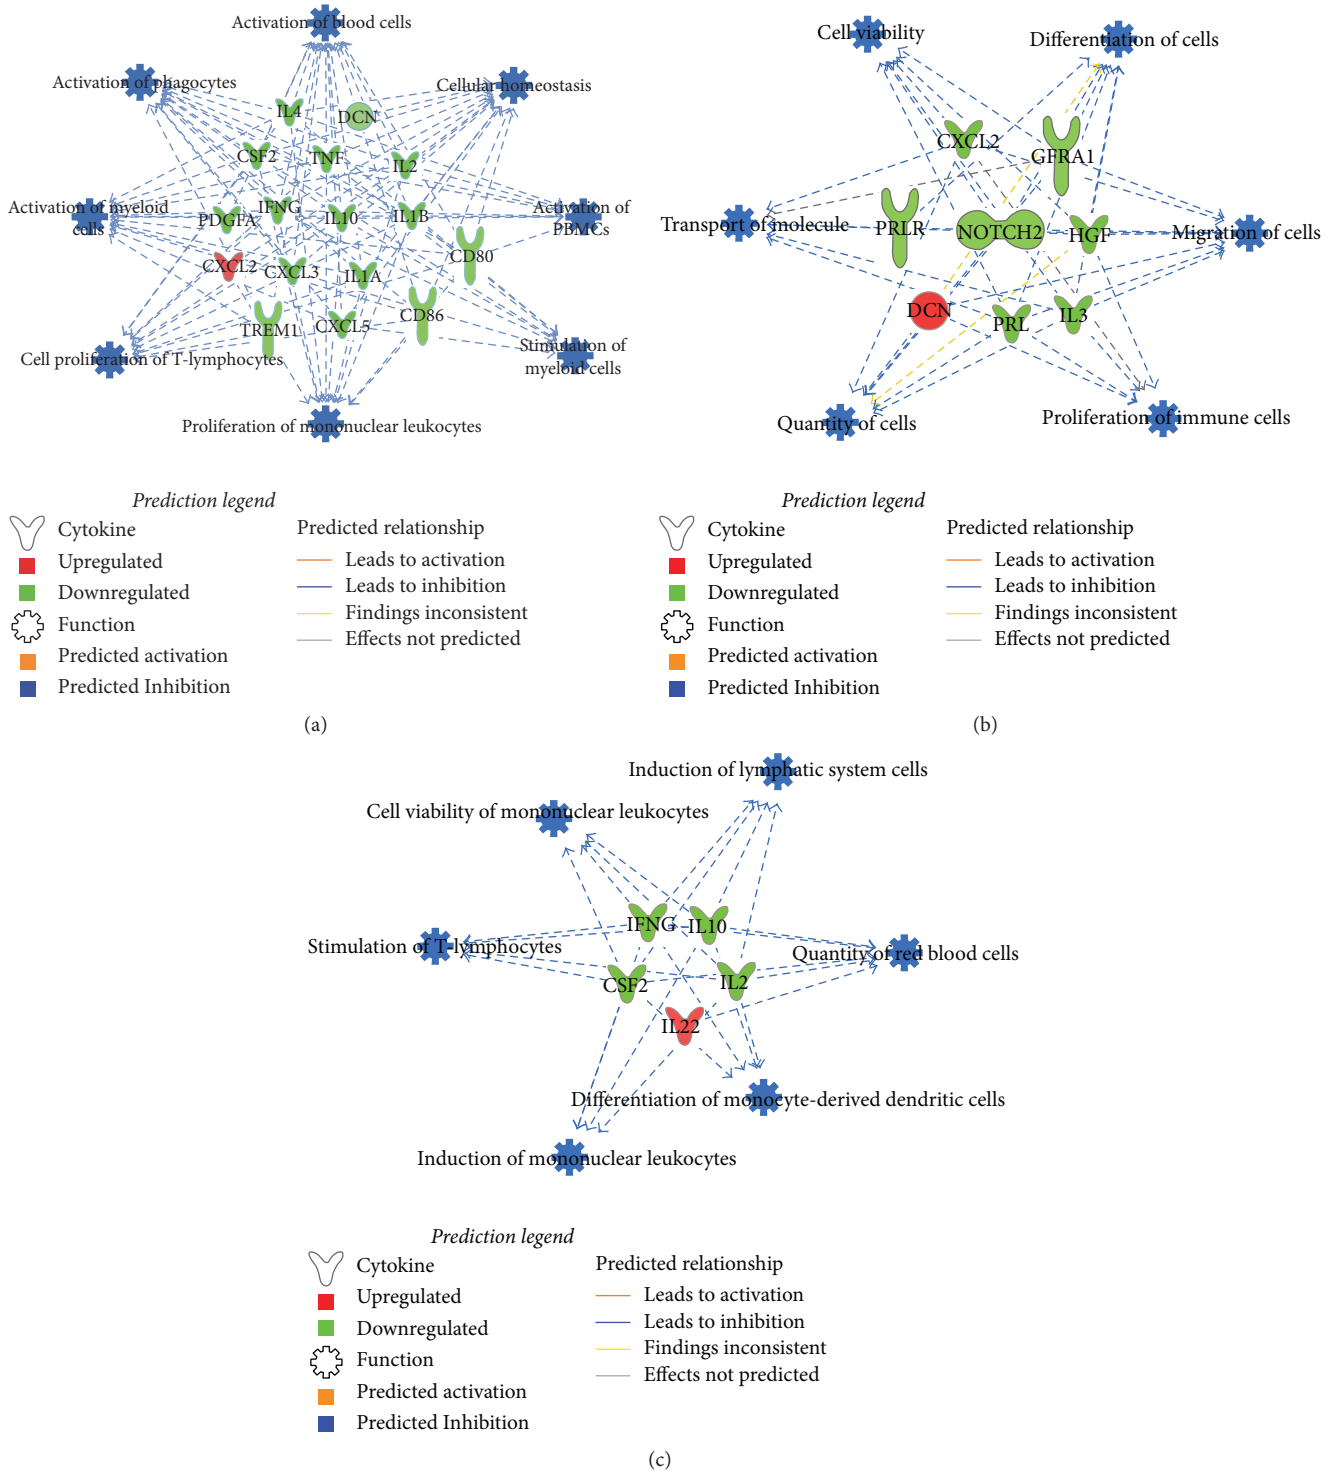 Activation of blood cells
Activation of phagocytes
Cellular homeostasis
IL4
DCN
CSF2
TNF
IL2
Activation of myeloid
cells
PDGFA
IFNG
IL10
IL1B
Activation of
PBMCs
CXCL2
CXCL3
IL1A
CD80
TREM1
CXCL5
CD86
Cell proliferation of T-lymphocytes
Stimulation of
myeloid cells
Proliferation of mononuclear leukocytes
Prediction legend
Cytokine
Upregulated
Downregulated
Function
Predicted activation
Predicted Inhibition
Predicted relationship
Leads to activation
Leads to inhibition
Findings inconsistent
Effects not predicted
(a)
Cell viability
Differentiation of cells
CXCL2
GFRA1
Transport of molecule
PRLR
NOTCH2
HGF
Migration of cells
DCN
PRL
IL3
Quantity of cells
Proliferation of immune cells
Prediction legend
Cytokine
Upregulated
Downregulated
Function
Predicted activation
Predicted Inhibition
Predicted relationship
Leads to activation
Leads to inhibition
Findings inconsistent
Effects not predicted
(b)
Induction of lymphatic system cells
Cell viability of mononuclear leukocytes
IFNG
IL10
Stimulation of T-lymphocytes
Quantity of red blood cells
CSF2
IL2
IL22
Differentiation of monocyte-derived dendritic cells
Induction of mononuclear leukocytes
Prediction legend
Cytokine
Upregulated
Downregulated
Function
Predicted activation
Predicted Inhibition
Predicted relationship
Leads to activation
Leads to inhibition
Findings inconsistent
Effects not predicted
(c)